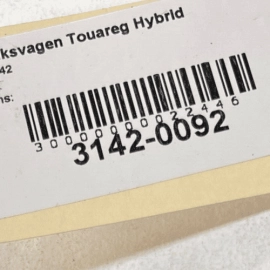 ksvagen Touareg Hybrid
42
ns:
3000000022446
3142-0092